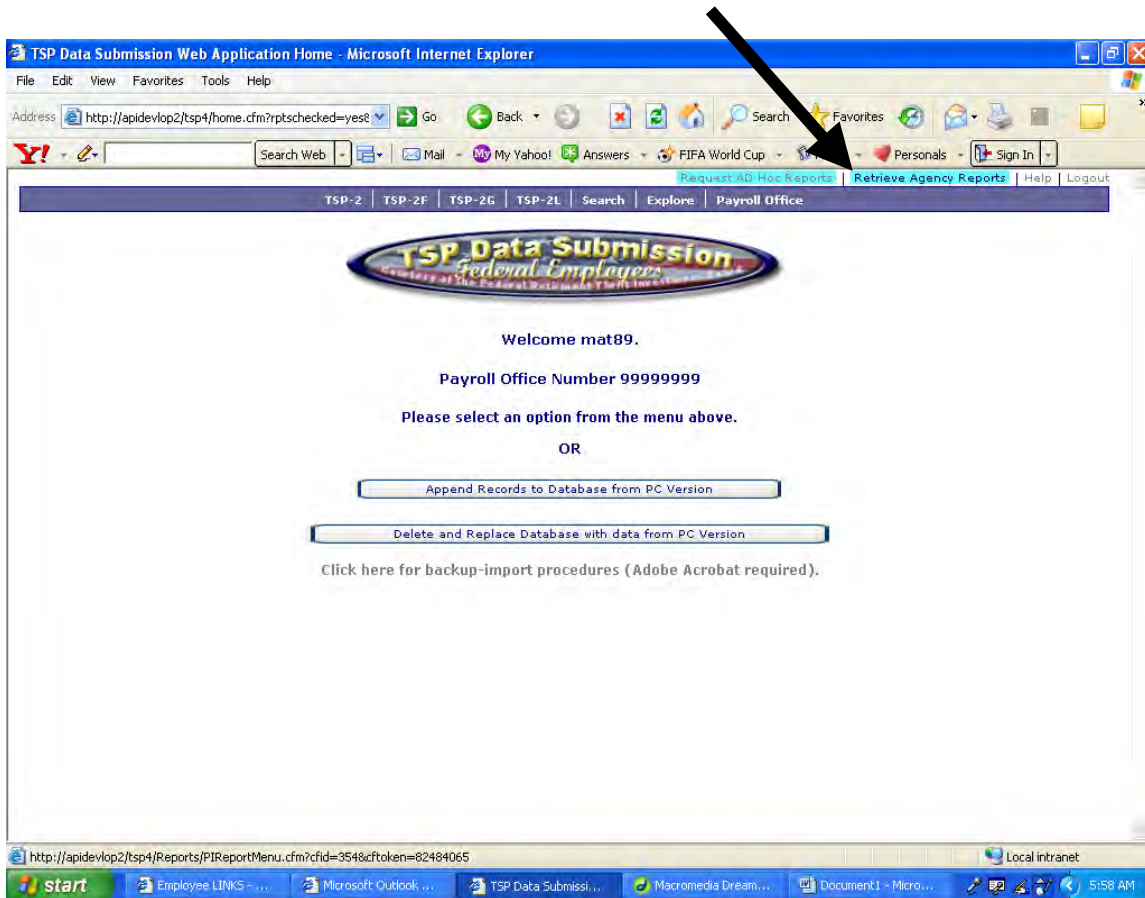 TSP Data Submission Web Application Home - Microsoft Internet Explorer
File Edit View Favorites Tools Help
Address http://apidevlop2/tsp4/home.cfm?rptschecked=yes& Go Back Search Favorites
Y! Search Web Mail My Yahoo! Answers FIFA World Cup Personals Sign In
Request AD Hoc Reports | Retrieve Agency Reports | Help | Logout
TSP-2 | TSP-2F | TSP-2G | TSP-2L | Search | Explore | Payroll Office
TSP Data Submission
Federal Employees
Courtesy of the Federal Retirement Thrift
Welcome mat89.
Payroll Office Number 99999999
Please select an option from the menu above.
OR
Append Records to Database from PC Version
Delete and Replace Database with data from PC Version
Click here for backup-import procedures (Adobe Acrobat required).
http://apidevlop2/tsp4/Reports/PIReportMenu.cfm?cfid=354&cftoken=82484065 Local intranet
start Employee LINKS - ... Microsoft Outlook ... TSP Data Submissi... Macromedia Dream... Document1 - Micro... 5:58 AM